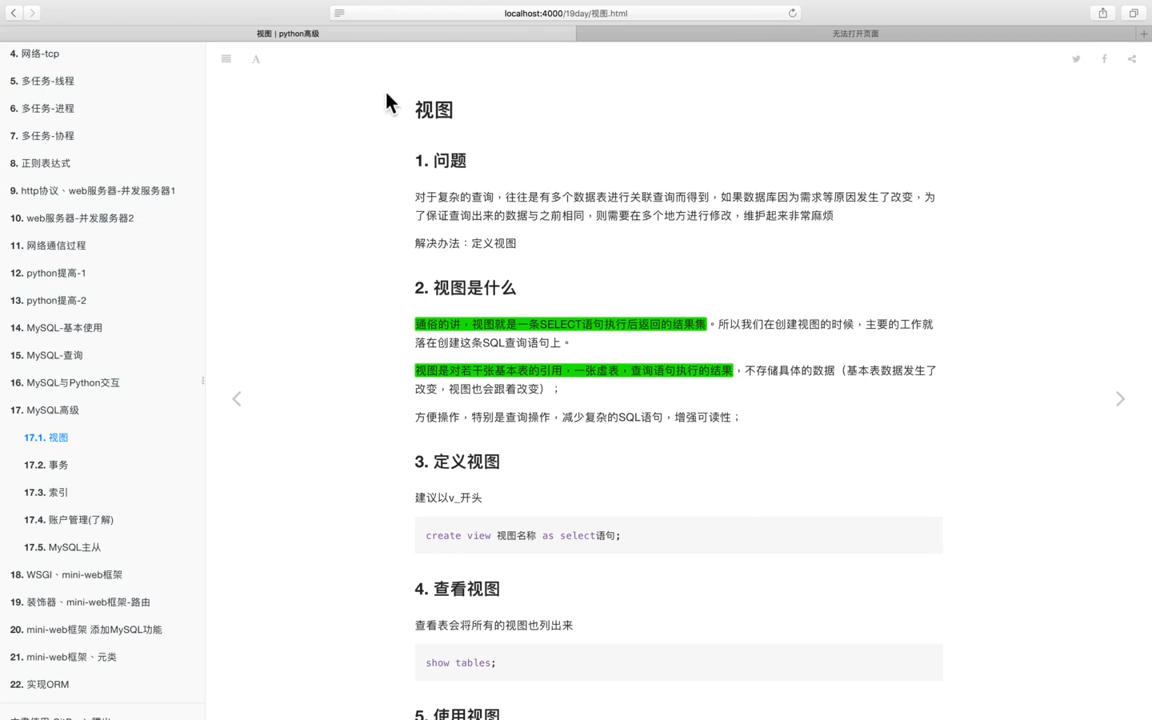 localhost:4000/19day/视图.html
视图 | python高级
无法打开页面
4. 网络-tcp
5. 多任务-线程
6. 多任务-进程
7. 多任务-协程
8. 正则表达式
9. http协议、web服务器-并发服务器1
10. web服务器-并发服务器2
11. 网络通信过程
12. python提高-1
13. python提高-2
14. MySQL-基本使用
15. MySQL-查询
16. MySQL与Python交互
17. MySQL高级
17.1. 视图
17.2. 事务
17.3. 索引
17.4. 账户管理(了解)
17.5. MySQL主从
18. WSGI、mini-web框架
19. 装饰器、mini-web框架-路由
20. mini-web框架 添加MySQL功能
21. mini-web框架、元类
22. 实现ORM
A
视图
1. 问题
对于复杂的查询，往往是有多个数据表进行关联查询而得到，如果数据库因为需求等原因发生了改变，为
了保证查询出来的数据与之前相同，则需要在多个地方进行修改，维护起来非常麻烦
解决办法：定义视图
2. 视图是什么
通俗的讲，视图就是一条SELECT语句执行后返回的结果集。所以我们在创建视图的时候，主要的工作就
落在创建这条SQL查询语句上。
视图是对若干张基本表的引用，一张虚表，查询语句执行的结果，不存储具体的数据（基本表数据发生了
改变，视图也会跟着改变）；
方便操作，特别是查询操作，减少复杂的SQL语句，增强可读性；
3. 定义视图
建议以v_开头
create view 视图名称 as select语句;
4. 查看视图
查看表会将所有的视图也列出来
show tables;
5. 使用视图